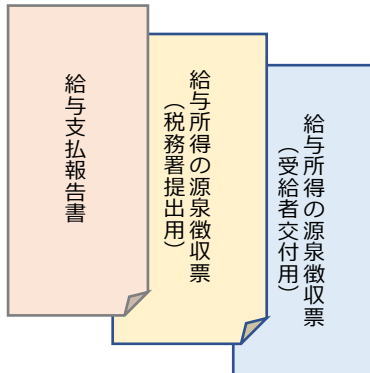 給与支払報告書
給与所得の源泉徴収票
（税務署提出用）
給与所得の源泉徴収票
（受給者交付用）